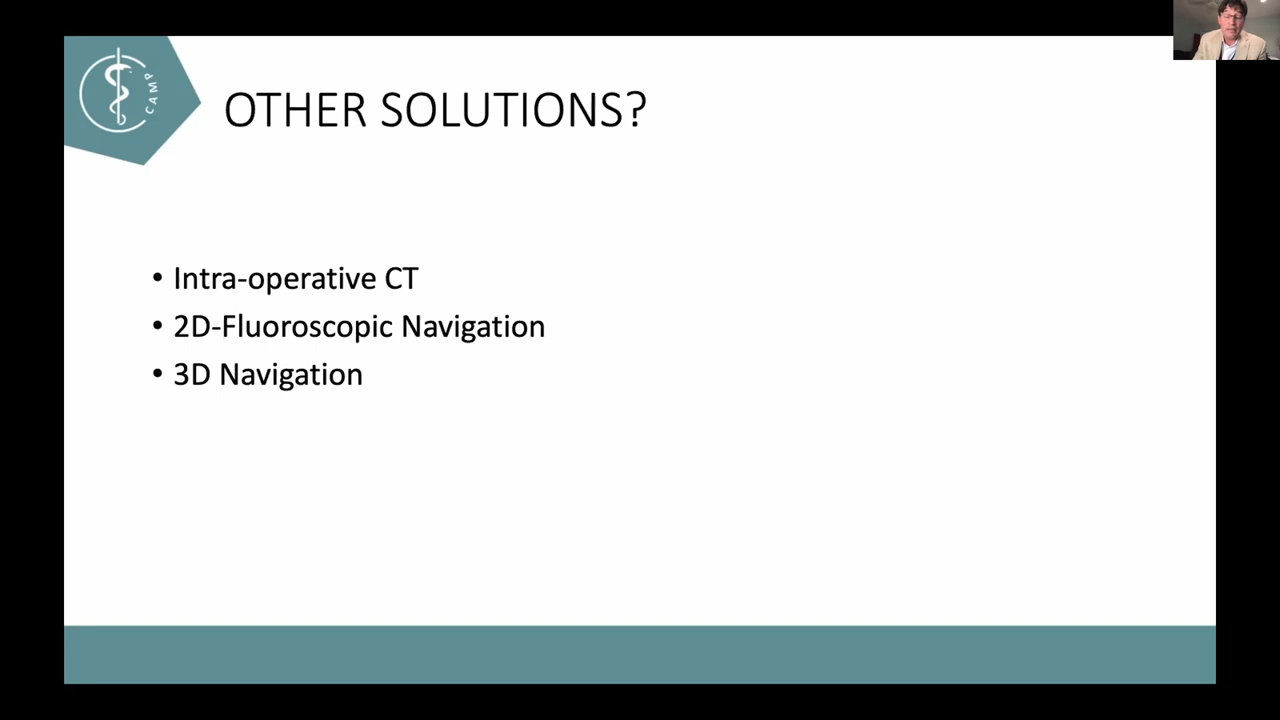 CAMP
OTHER SOLUTIONS?
• Intra-operative CT
• 2D-Fluoroscopic Navigation
• 3D Navigation